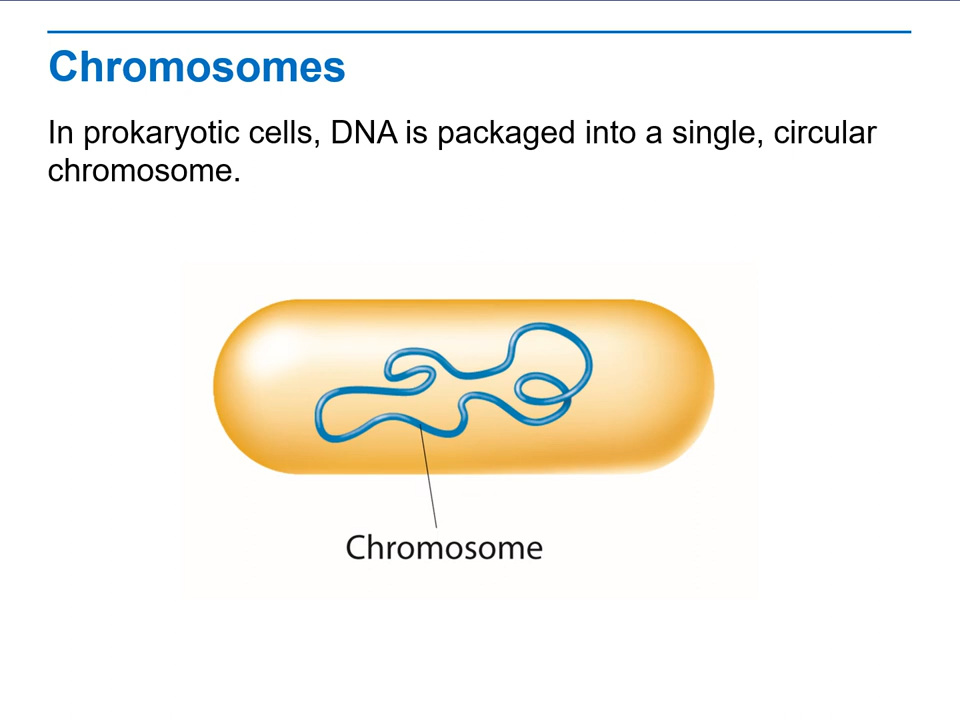 Chromosomes
In prokaryotic cells, DNA is packaged into a single, circular
chromosome.
Chromosome